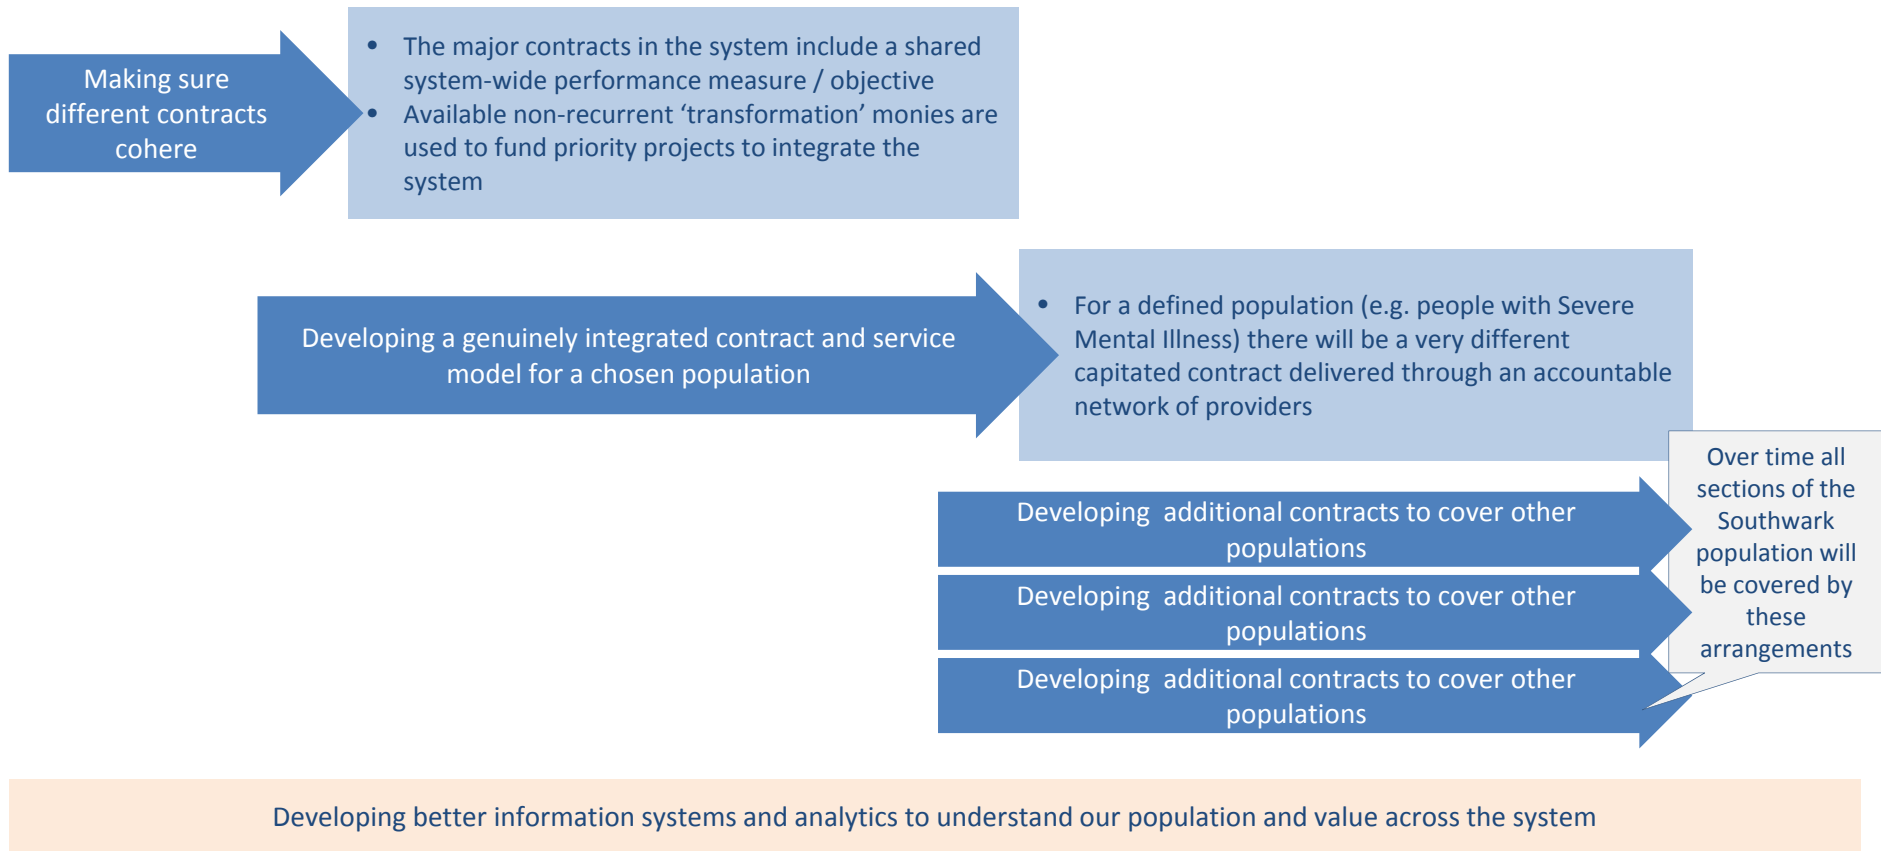 Making sure
different contracts
cohere
• The major contracts in the system include a shared
system-wide performance measure / objective
• Available non-recurrent ‘transformation’ monies are
used to fund priority projects to integrate the
system
Developing a genuinely integrated contract and service
model for a chosen population
• For a defined population (e.g. people with Severe
Mental Illness) there will be a very different
capitated contract delivered through an accountable
network of providers
Developing additional contracts to cover other
populations
Developing additional contracts to cover other
populations
Developing additional contracts to cover other
populations
Over time all
sections of the
Southwark
population will
be covered by
these
arrangements
Developing better information systems and analytics to understand our population and value across the system